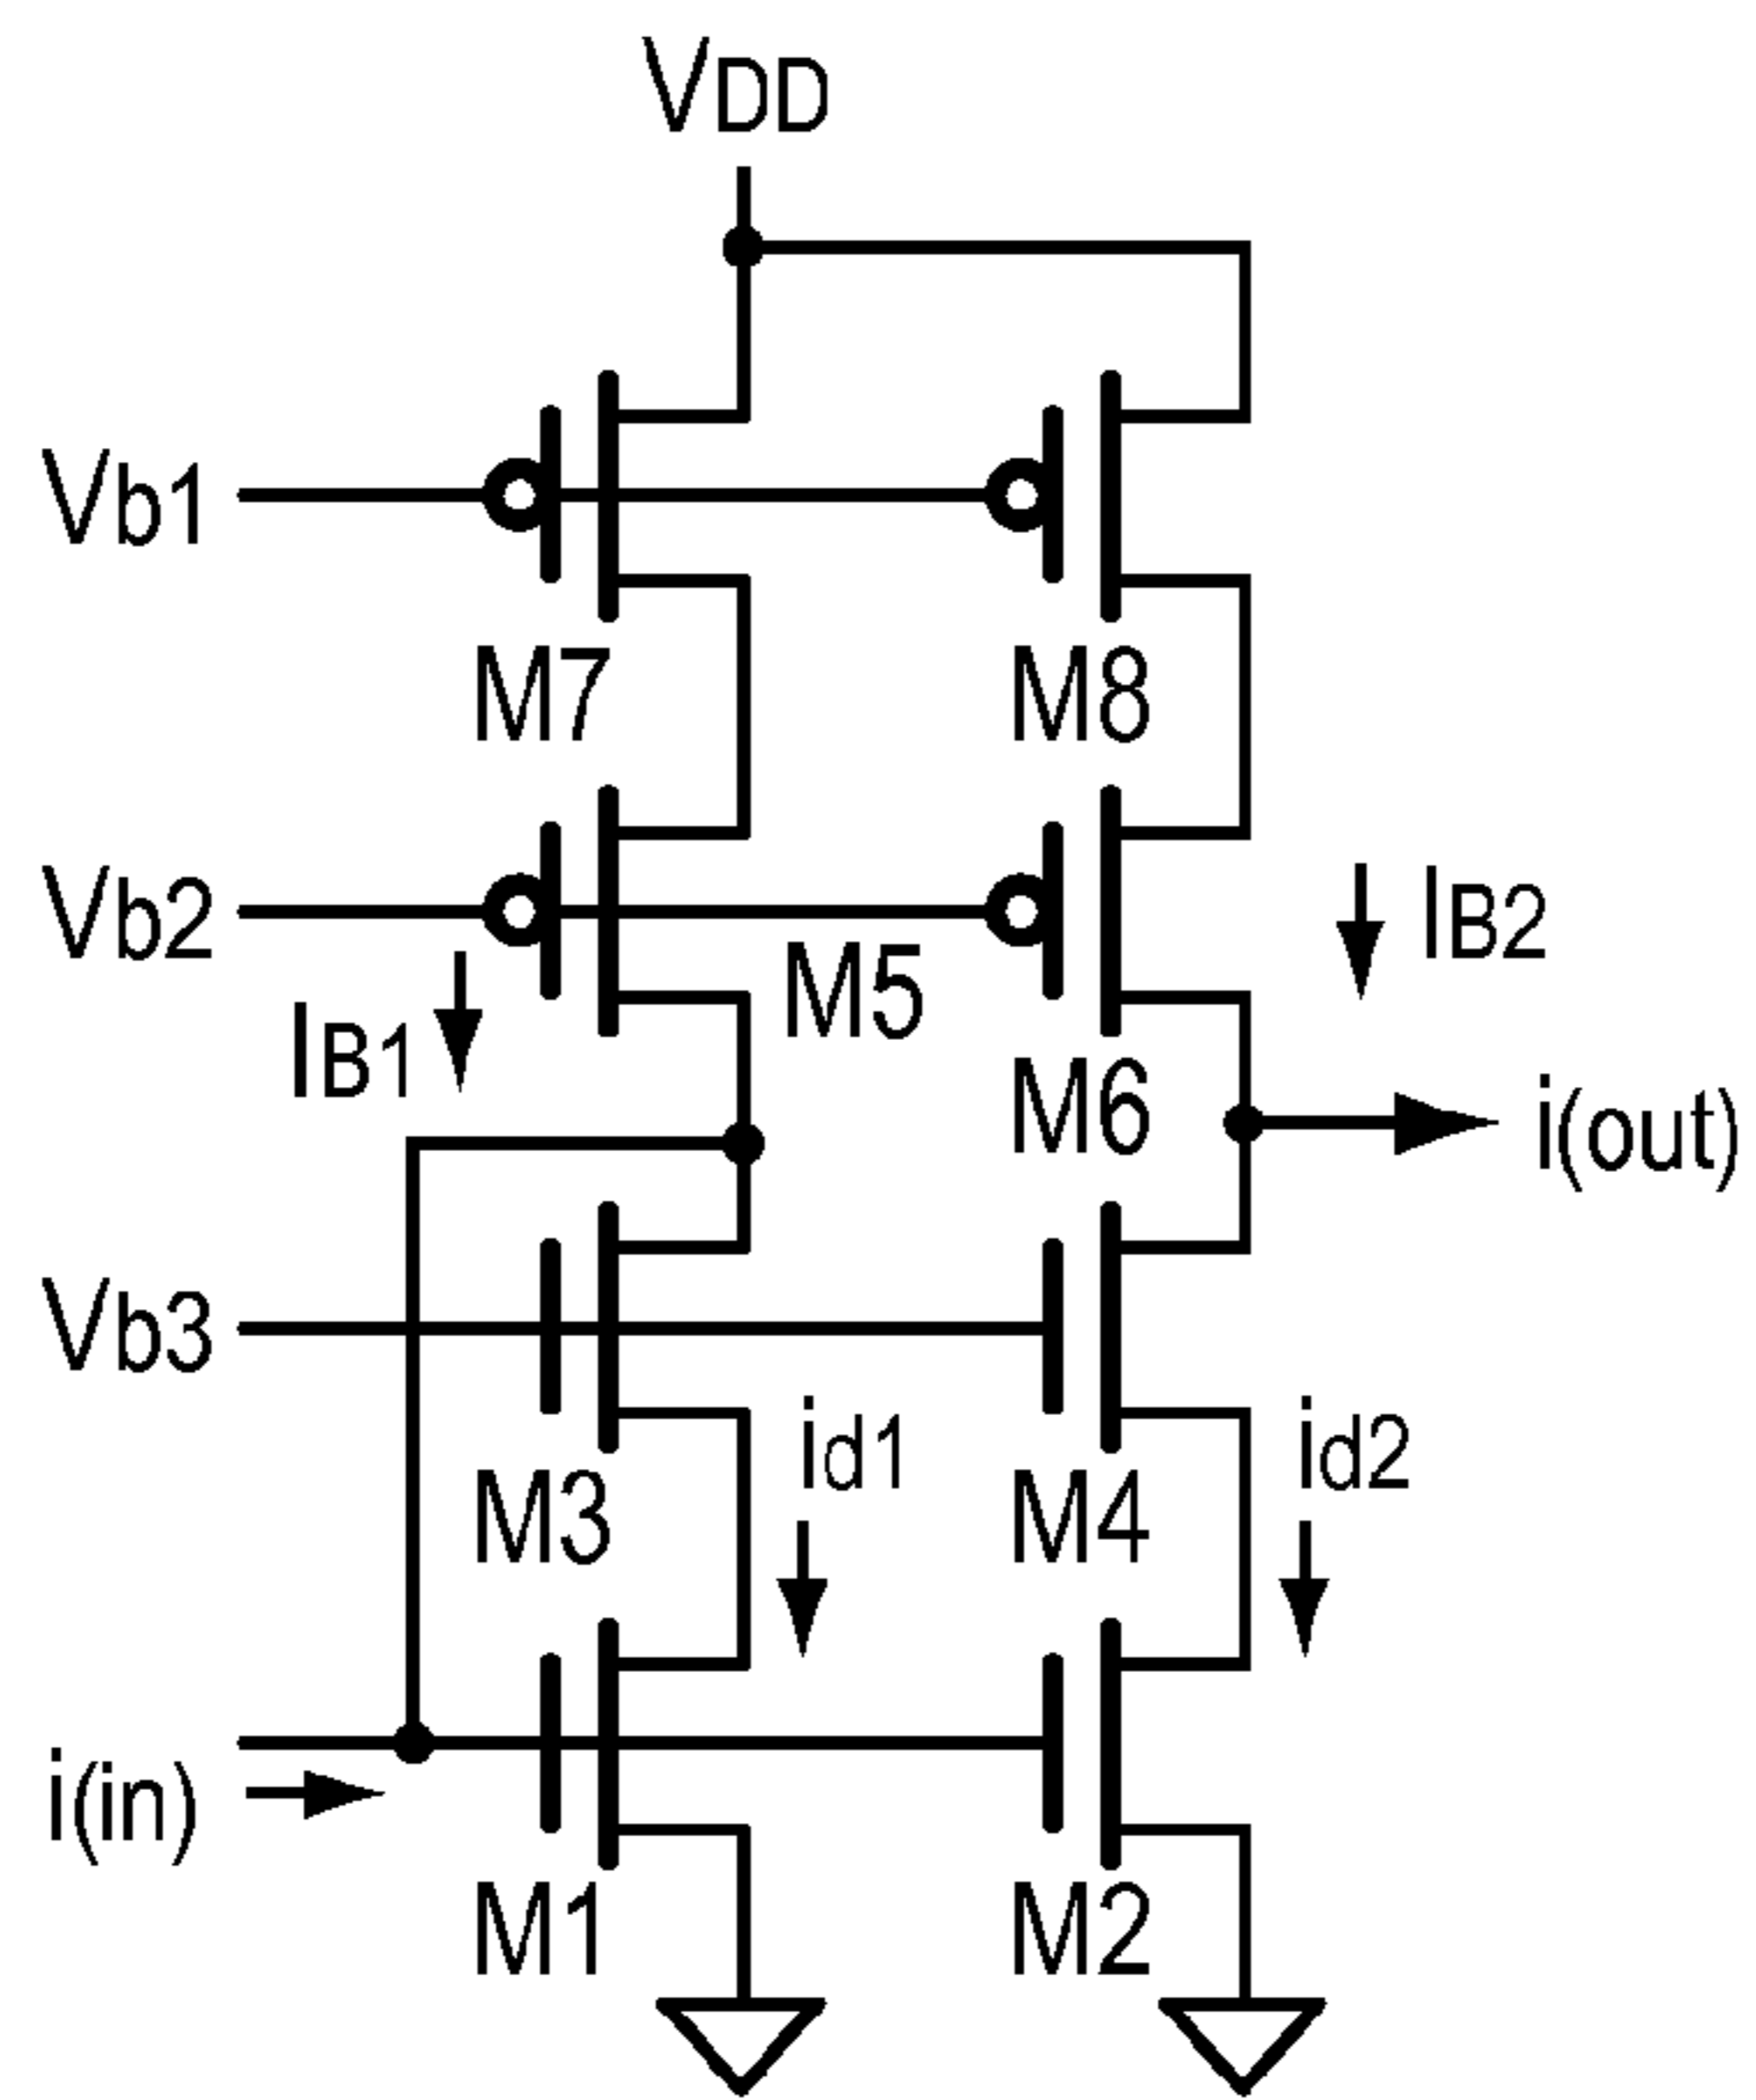 VDD
Vb1
M7
M8
Vb2
M5
IB2
IB1
M6
i(out)
Vb3
id1
id2
M3
M4
i(in)
M1
M2